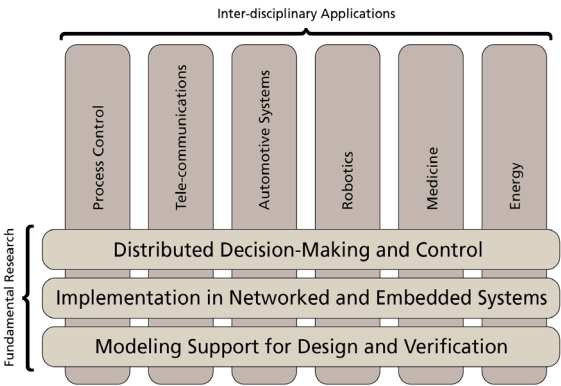 Inter-disciplinary Applications
Process Control
Tele-communications
Automotive Systems
Robotics
Medicine
Energy
Fundamental Research
Distributed Decision-Making and Control
Implementation in Networked and Embedded Systems
Modeling Support for Design and Verification